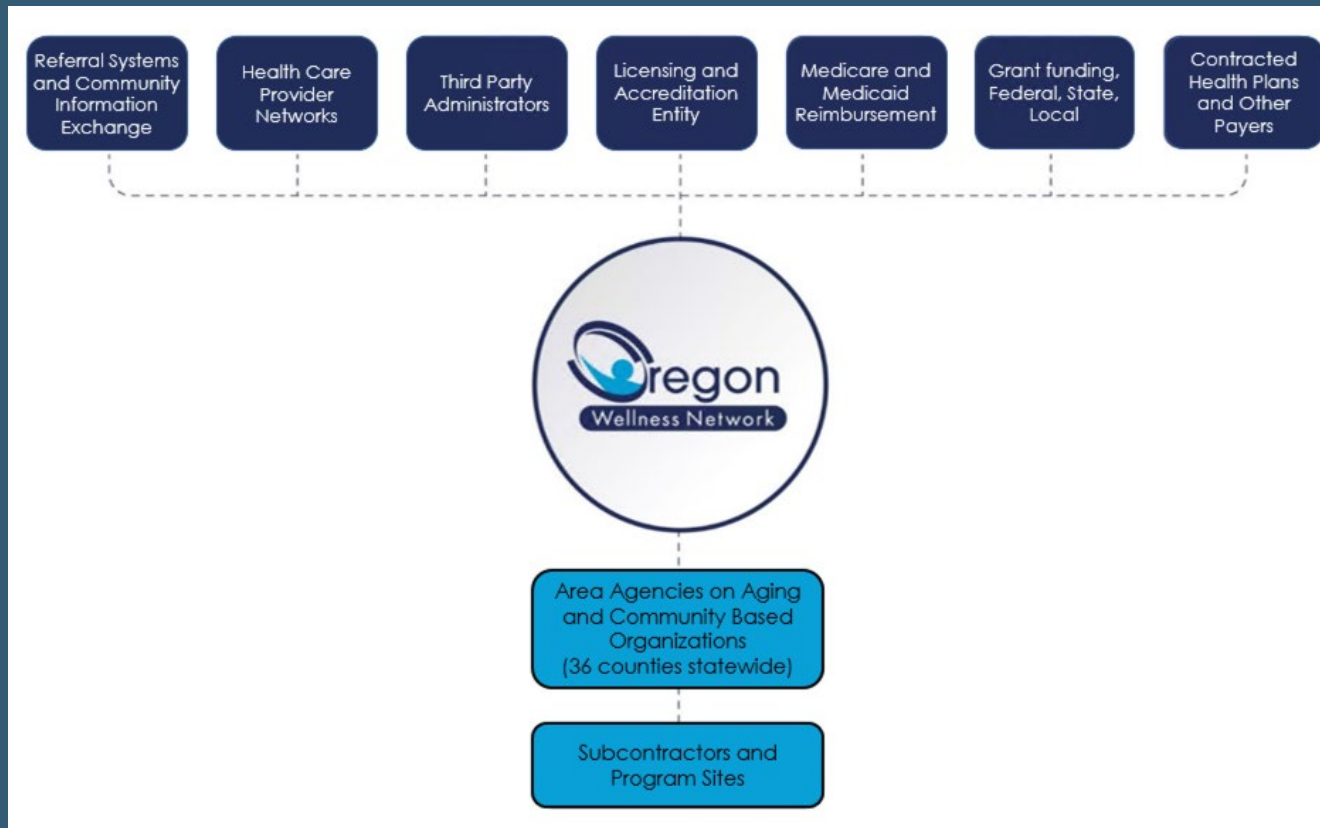 Referral Systems
and Community
Information
Exchange
Health Care
Provider
Networks
Third Party
Administrators
Licensing and
Accreditation
Entity
Medicare and
Medicaid
Reimbursement
Grant funding,
Federal, State,
Local
Contracted
Health Plans
and Other
Payers
Oregon
Wellness Network
Area Agencies on Aging
and Community Based
Organizations
(36 counties statewide)
Subcontractors and
Program Sites